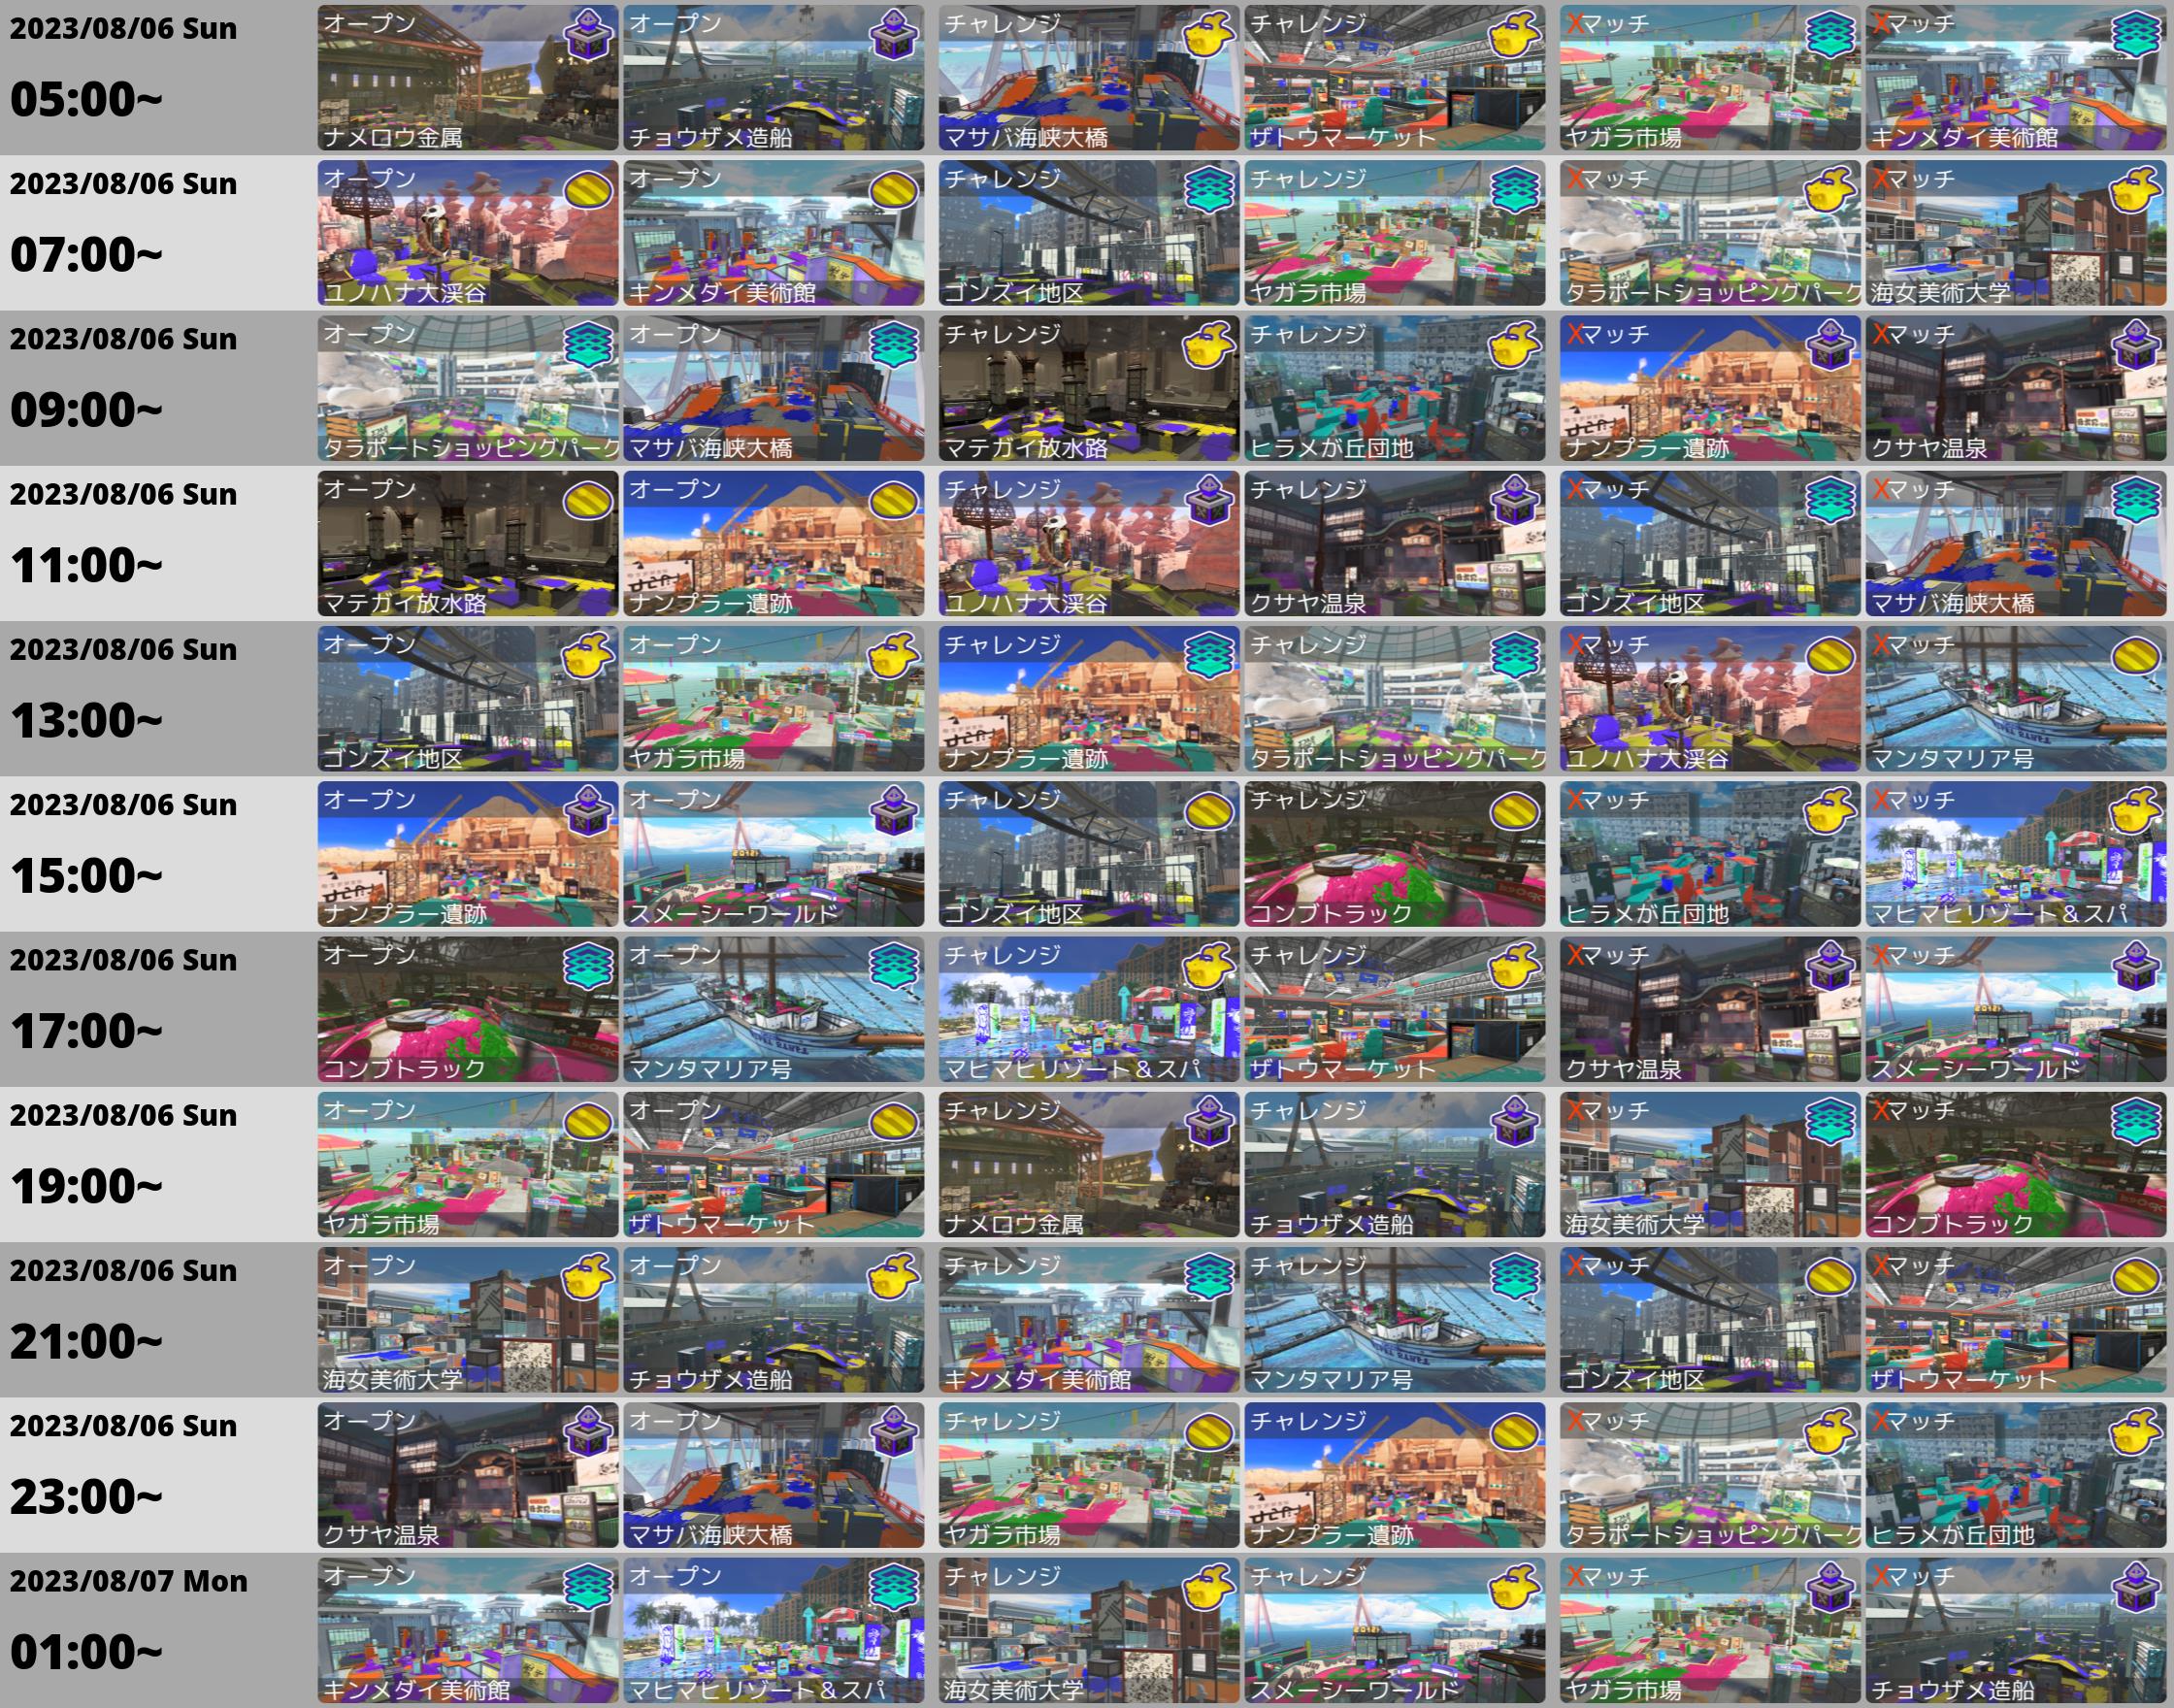 2023/08/06 Sun
05:00~
オープン オープン チャレンジ チャレンジ Xマッチ Xマッチ
ナメロウ金属 チョウザメ造船 マサバ海峡大橋 ザトウマーケット ヤガラ市場 キンメダイ美術館
2023/08/06 Sun
07:00~
オープン オープン チャレンジ チャレンジ Xマッチ Xマッチ
ユノハナ大渓谷 キンメダイ美術館 ゴンズイ地区 ヤガラ市場 タラポートショッピングパーク 海女美術大学
2023/08/06 Sun
09:00~
オープン オープン チャレンジ チャレンジ Xマッチ Xマッチ
タラポートショッピングパーク マサバ海峡大橋 マテガイ放水路 ヒラメが丘団地 ナンプラー遺跡 クサヤ温泉
2023/08/06 Sun
11:00~
オープン オープン チャレンジ チャレンジ Xマッチ Xマッチ
マテガイ放水路 ナンプラー遺跡 ユノハナ大渓谷 クサヤ温泉 ゴンズイ地区 マサバ海峡大橋
2023/08/06 Sun
13:00~
オープン オープン チャレンジ チャレンジ Xマッチ Xマッチ
ゴンズイ地区 ヤガラ市場 ナンプラー遺跡 タラポートショッピングパーク ユノハナ大渓谷 マンタマリア号
2023/08/06 Sun
15:00~
オープン オープン チャレンジ チャレンジ Xマッチ Xマッチ
ナンプラー遺跡 スメーシーワールド ゴンズイ地区 コンブトラック ヒラメが丘団地 マヒマヒリゾート&スパ
2023/08/06 Sun
17:00~
オープン オープン チャレンジ チャレンジ Xマッチ Xマッチ
コンブトラック マンタマリア号 マヒマヒリゾート&スパ ザトウマーケット クサヤ温泉 スメーシーワールド
2023/08/06 Sun
19:00~
オープン オープン チャレンジ チャレンジ Xマッチ Xマッチ
ヤガラ市場 ザトウマーケット ナメロウ金属 チョウザメ造船 海女美術大学 コンブトラック
2023/08/06 Sun
21:00~
オープン オープン チャレンジ チャレンジ Xマッチ Xマッチ
海女美術大学 チョウザメ造船 キンメダイ美術館 マンタマリア号 ゴンズイ地区 ザトウマーケット
2023/08/06 Sun
23:00~
オープン オープン チャレンジ チャレンジ Xマッチ Xマッチ
クサヤ温泉 マサバ海峡大橋 ヤガラ市場 ナンプラー遺跡 タラポートショッピングパーク ヒラメが丘団地
2023/08/07 Mon
01:00~
オープン オープン チャレンジ チャレンジ Xマッチ Xマッチ
キンメダイ美術館 マヒマヒリゾート&スパ 海女美術大学 スメーシーワールド ヤガラ市場 チョウザメ造船